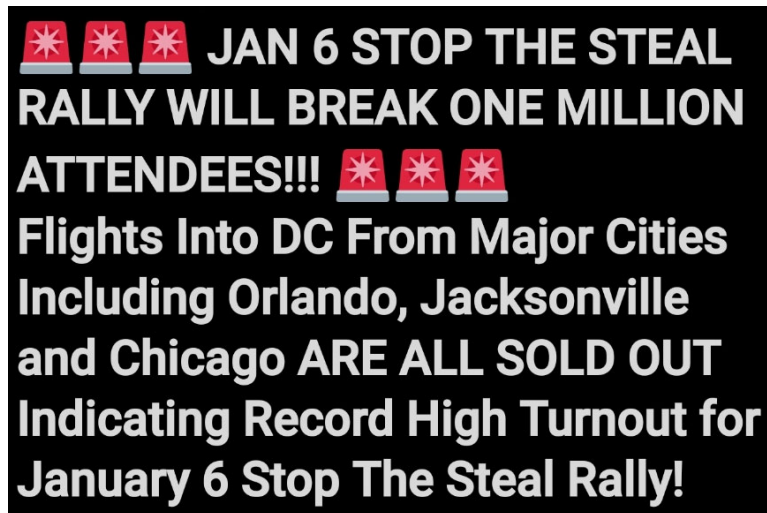 🚨🚨🚨 JAN 6 STOP THE STEAL
RALLY WILL BREAK ONE MILLION
ATTENDEES!!! 🚨🚨🚨
Flights Into DC From Major Cities
Including Orlando, Jacksonville
and Chicago ARE ALL SOLD OUT
Indicating Record High Turnout for
January 6 Stop The Steal Rally!